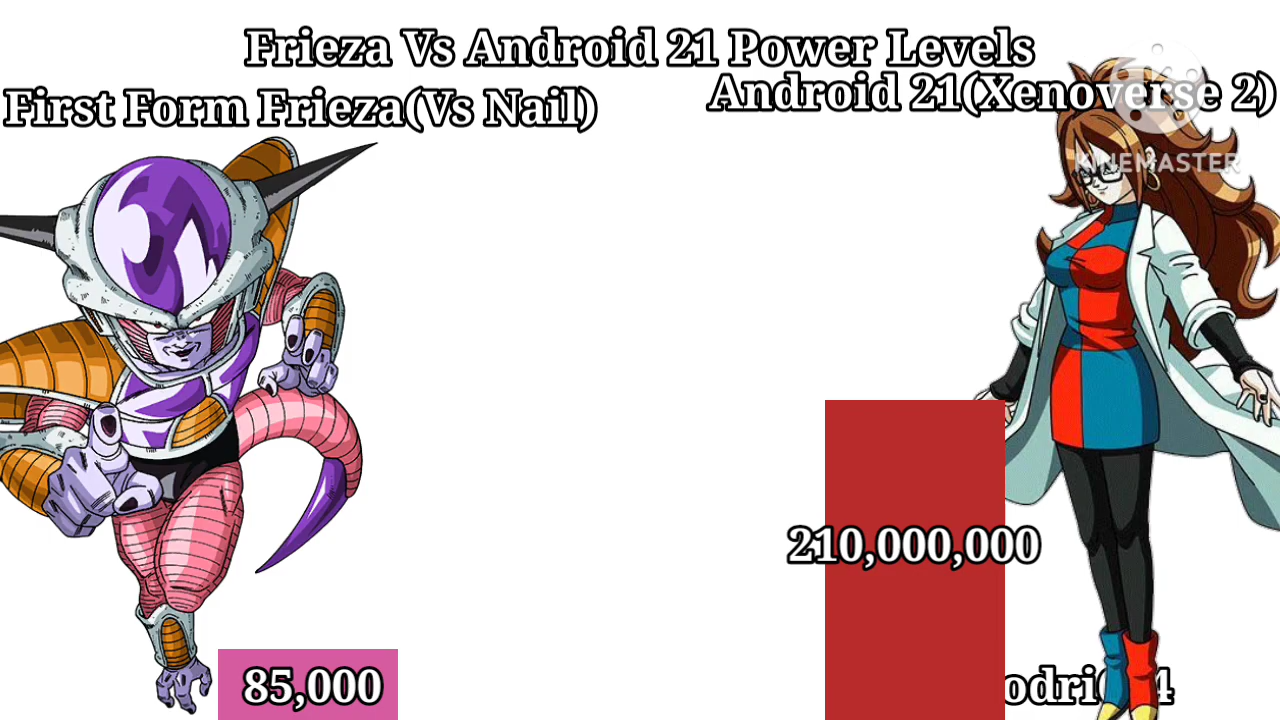 Frieza Vs Android 21 Power Levels
First Form Frieza(Vs Nail)
Android 21(Xenoverse 2)
KINEMASTER
210,000,000
85,000